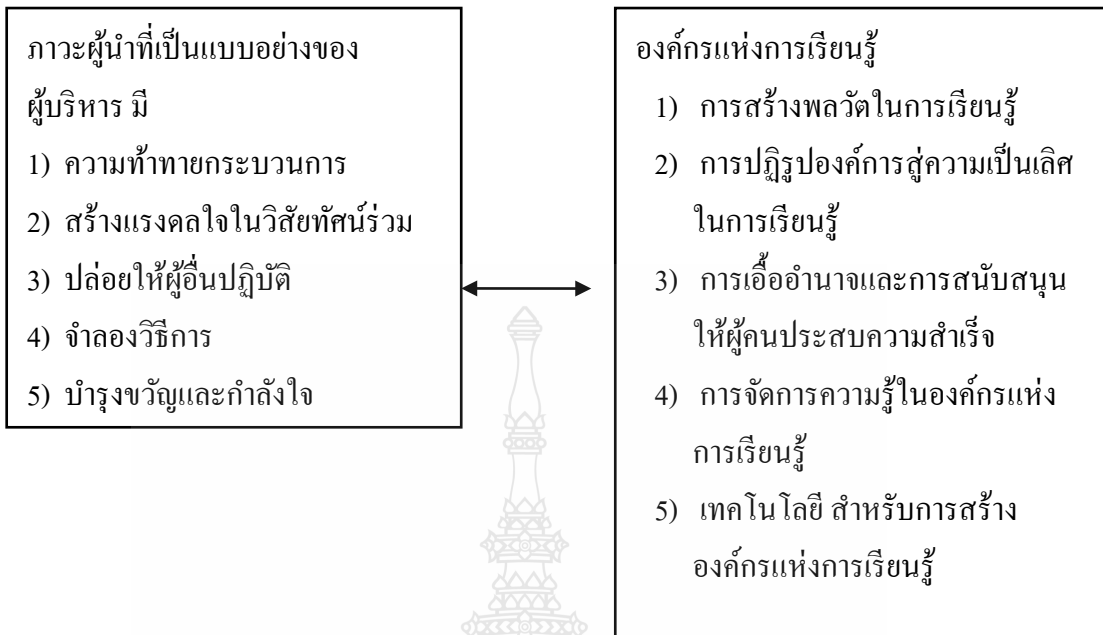 ภาวะผู้นำที่เป็นแบบอย่างของ
ผู้บริหาร มี
1) ความท้าทายกระบวนการ
2) สร้างแรงดลใจในวิสัยทัศน์ร่วม
3) ปล่อยให้ผู้อื่นปฏิบัติ
4) จำลองวิธีการ
5) บำรุงขวัญและกำลังใจ
องค์กรแห่งการเรียนรู้
1) การสร้างพลวัตในการเรียนรู้
2) การปฏิรูปองค์การสู่ความเป็นเลิศ
ในการเรียนรู้
3) การเอื้ออำนาจและการสนับสนุน
ให้ผู้คนประสบความสำเร็จ
4) การจัดการความรู้ในองค์กรแห่ง
การเรียนรู้
5) เทคโนโลยี สำหรับการสร้าง
องค์กรแห่งการเรียนรู้